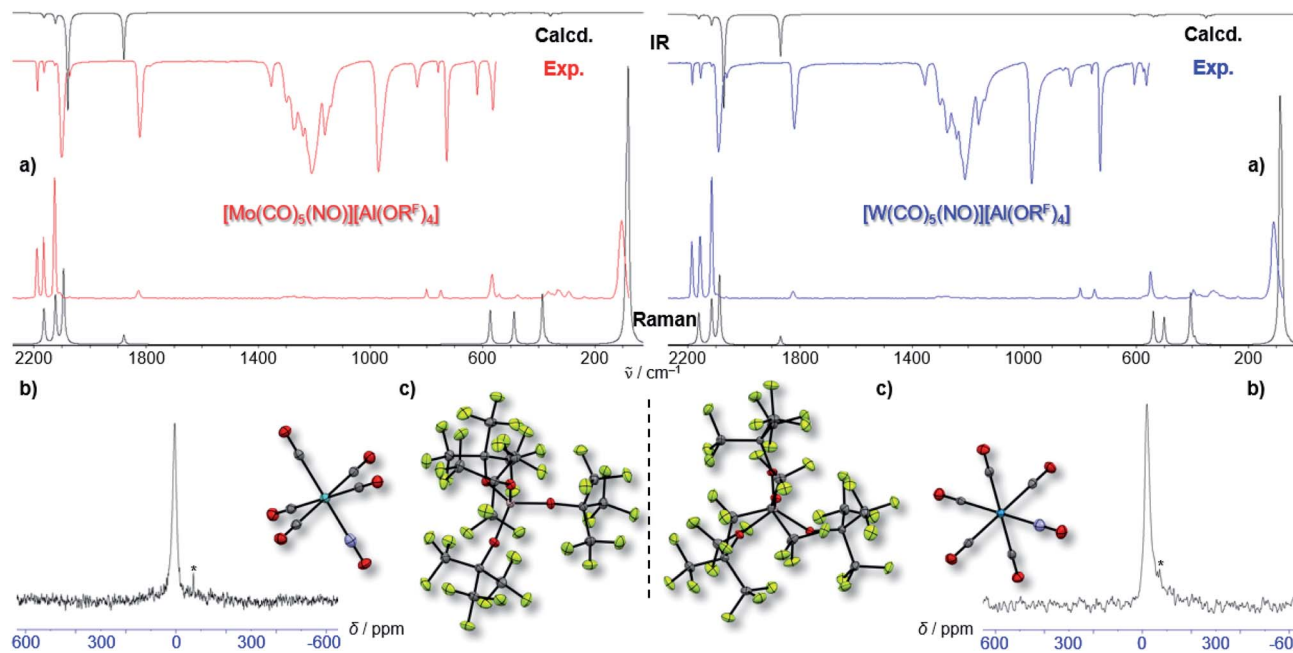 Calcd.
IR
Calcd.
Exp.
Exp.
a)
a)
[Mo(CO)₅(NO)][Al(ORᶠ)₄]
[W(CO)₅(NO)][Al(ORᶠ)₄]
Raman
2200 1800 1400 1000 600 200
2200 1800 1400 1000 600 200
ṽ / cm⁻¹
b)
c)
c)
b)
*
*
600 300 0 -300 -600
δ / ppm
δ / ppm
600 300 0 -300 -60